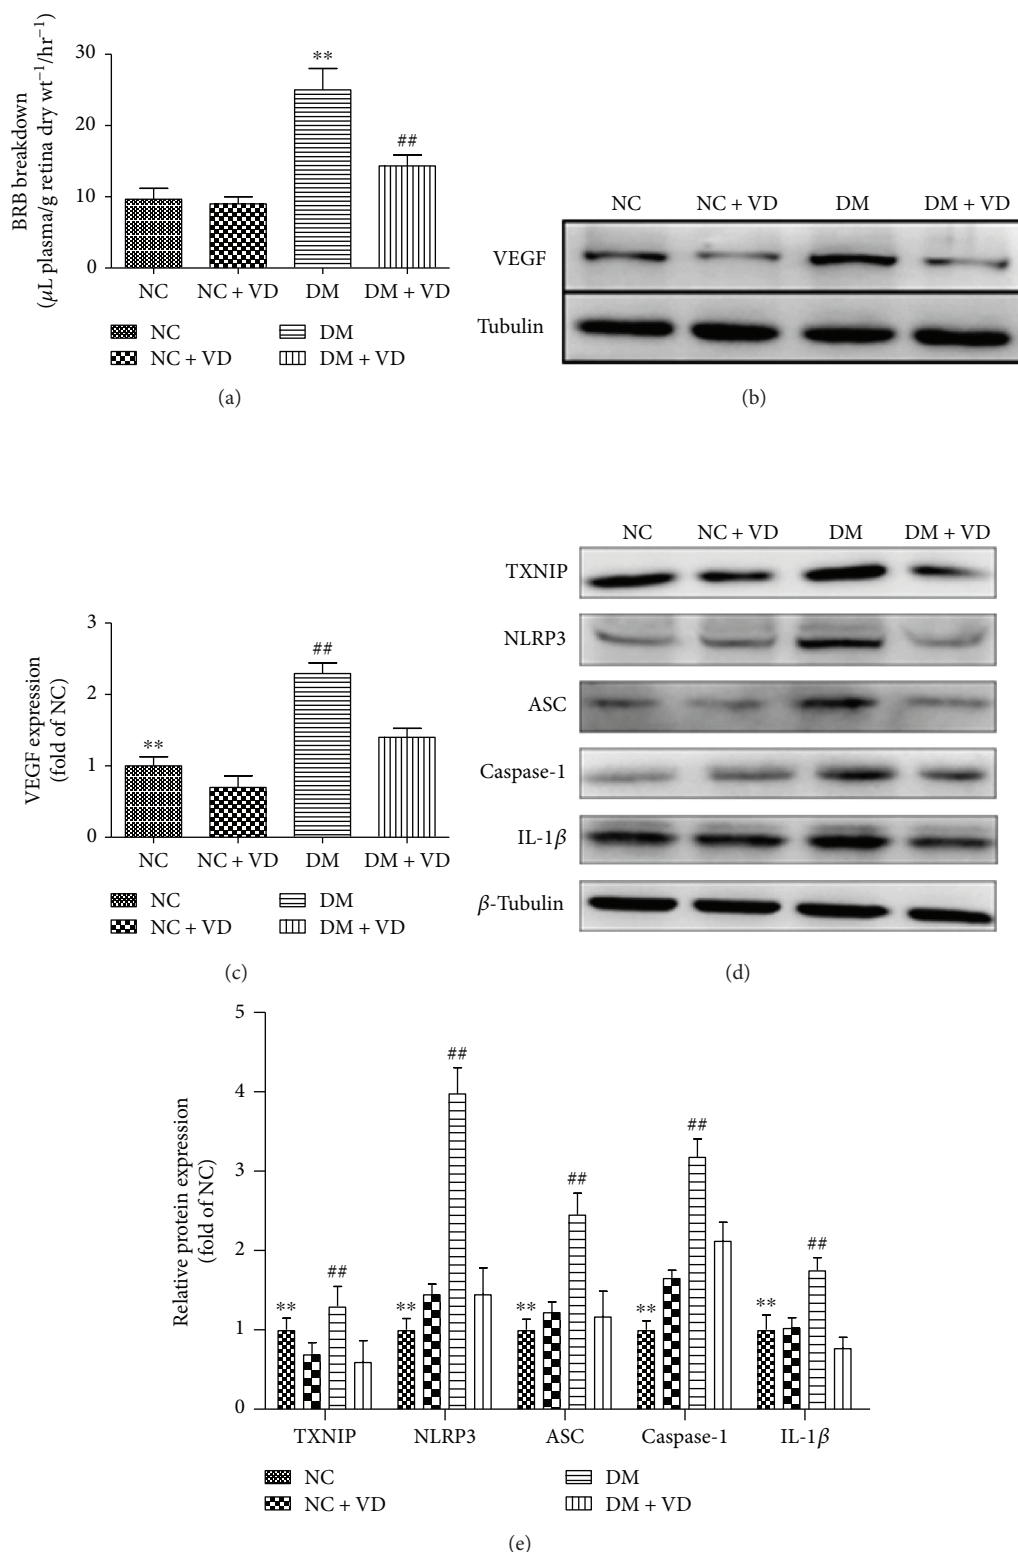 BRB breakdown
(μL plasma/g retina dry wt⁻¹/hr⁻¹)
30
20
10
0
**
##
NC
NC + VD
DM
DM + VD
NC
DM
NC + VD
DM + VD
(a)
NC
NC + VD
DM
DM + VD
VEGF
Tubulin
(b)
VEGF expression
(fold of NC)
3
2
1
0
**
##
NC
NC + VD
DM
DM + VD
NC
DM
NC + VD
DM + VD
(c)
NC
NC + VD
DM
DM + VD
TXNIP
NLRP3
ASC
Caspase-1
IL-1β
β-Tubulin
(d)
Relative protein expression
(fold of NC)
5
4
3
2
1
0
**
##
**
##
**
##
**
##
**
##
TXNIP
NLRP3
ASC
Caspase-1
IL-1β
NC
DM
NC + VD
DM + VD
(e)